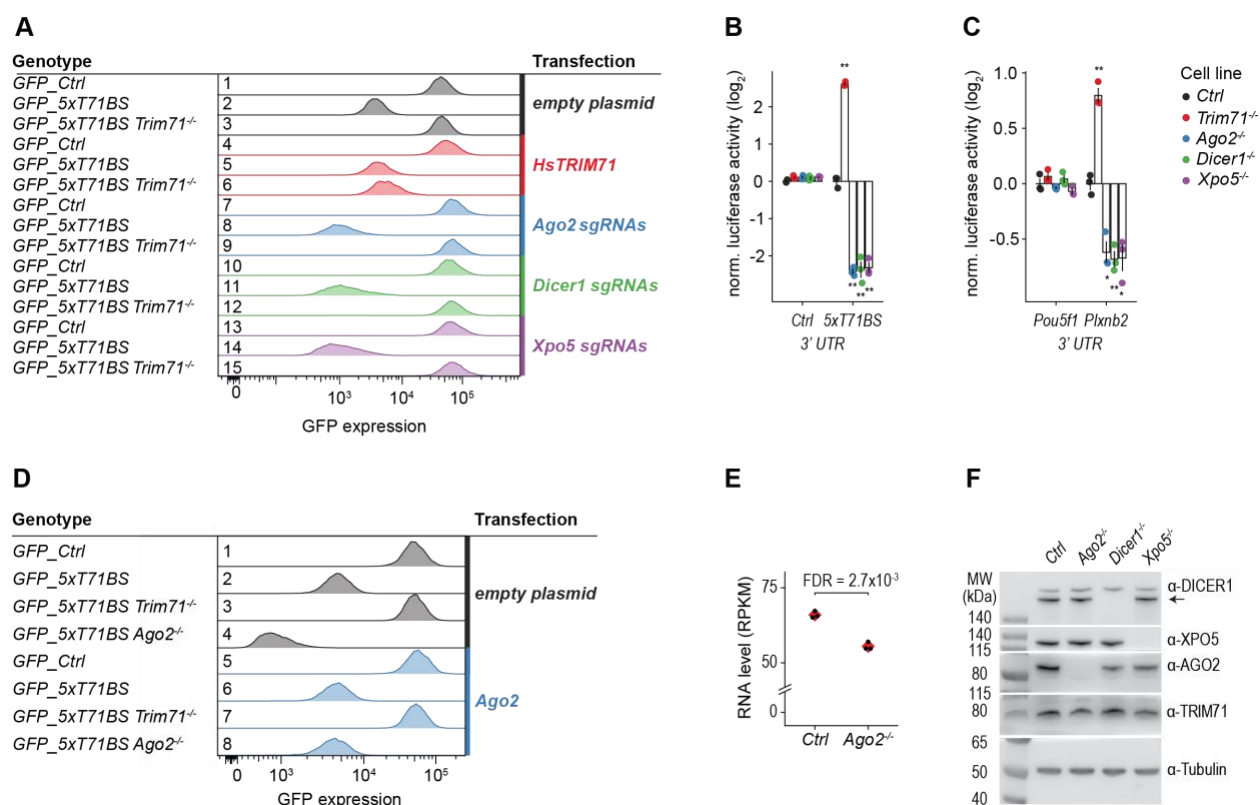 A
Genotype
Transfection
GFP_Ctrl 1
GFP_5xT71BS 2 empty plasmid
GFP_5xT71BS Trim71-/- 3
GFP_Ctrl 4
GFP_5xT71BS 5 HsTRIM71
GFP_5xT71BS Trim71-/- 6
GFP_Ctrl 7
GFP_5xT71BS 8 Ago2 sgRNAs
GFP_5xT71BS Trim71-/- 9
GFP_Ctrl 10
GFP_5xT71BS 11 Dicer1 sgRNAs
GFP_5xT71BS Trim71-/- 12
GFP_Ctrl 13
GFP_5xT71BS 14 Xpo5 sgRNAs
GFP_5xT71BS Trim71-/- 15
0 10³ 10⁴ 10⁵
GFP expression
B
norm. luciferase activity (log₂)
2
1
0
-1
-2
**
** ** **
Ctrl 5xT71BS
3' UTR
C
norm. luciferase activity (log₂)
1.0
0.5
0.0
-0.5
**
* ** *
Pou5f1 Plxnb2
3' UTR
Cell line
Ctrl
Trim71-/-
Ago2-/-
Dicer1-/-
Xpo5-/-
D
Genotype
Transfection
GFP_Ctrl 1
GFP_5xT71BS 2 empty plasmid
GFP_5xT71BS Trim71-/- 3
GFP_5xT71BS Ago2-/- 4
GFP_Ctrl 5
GFP_5xT71BS 6 Ago2
GFP_5xT71BS Trim71-/- 7
GFP_5xT71BS Ago2-/- 8
0 10³ 10⁴ 10⁵
GFP expression
E
RNA level (RPKM)
FDR = 2.7x10⁻³
75
50
0
Ctrl Ago2-/-
F
Ctrl Ago2-/- Dicer1-/- Xpo5-/-
MW
(kDa)
α-DICER1
140
140
α-XPO5
115
α-AGO2
80
115
80 α-TRIM71
65
50 α-Tubulin
40